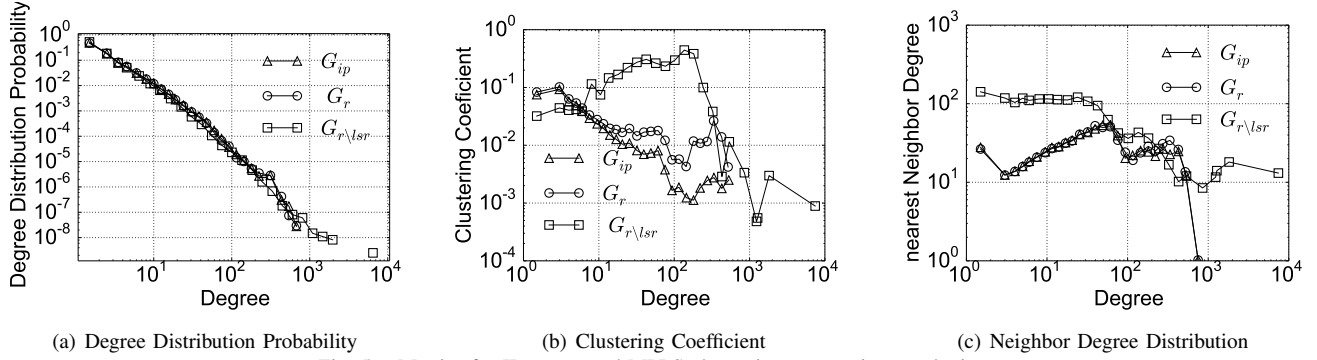 Degree Distribution Probability
10^0
10^-1
10^-2
10^-3
10^-4
10^-5
10^-6
10^-7
10^-8
10^1
10^2
10^3
10^4
Degree
G_ip
G_r
G_r\lsr
(a) Degree Distribution Probability
Clustering Coefficient
10^0
10^-1
10^-2
10^-3
10^-4
10^0
10^1
10^2
10^3
10^4
Degree
G_ip
G_r
G_r\lsr
(b) Clustering Coefficient
nearest Neighbor Degree
10^3
10^2
10^1
10^0
10^0
10^1
10^2
10^3
10^4
Degree
G_ip
G_r
G_r\lsr
(c) Neighbor Degree Distribution